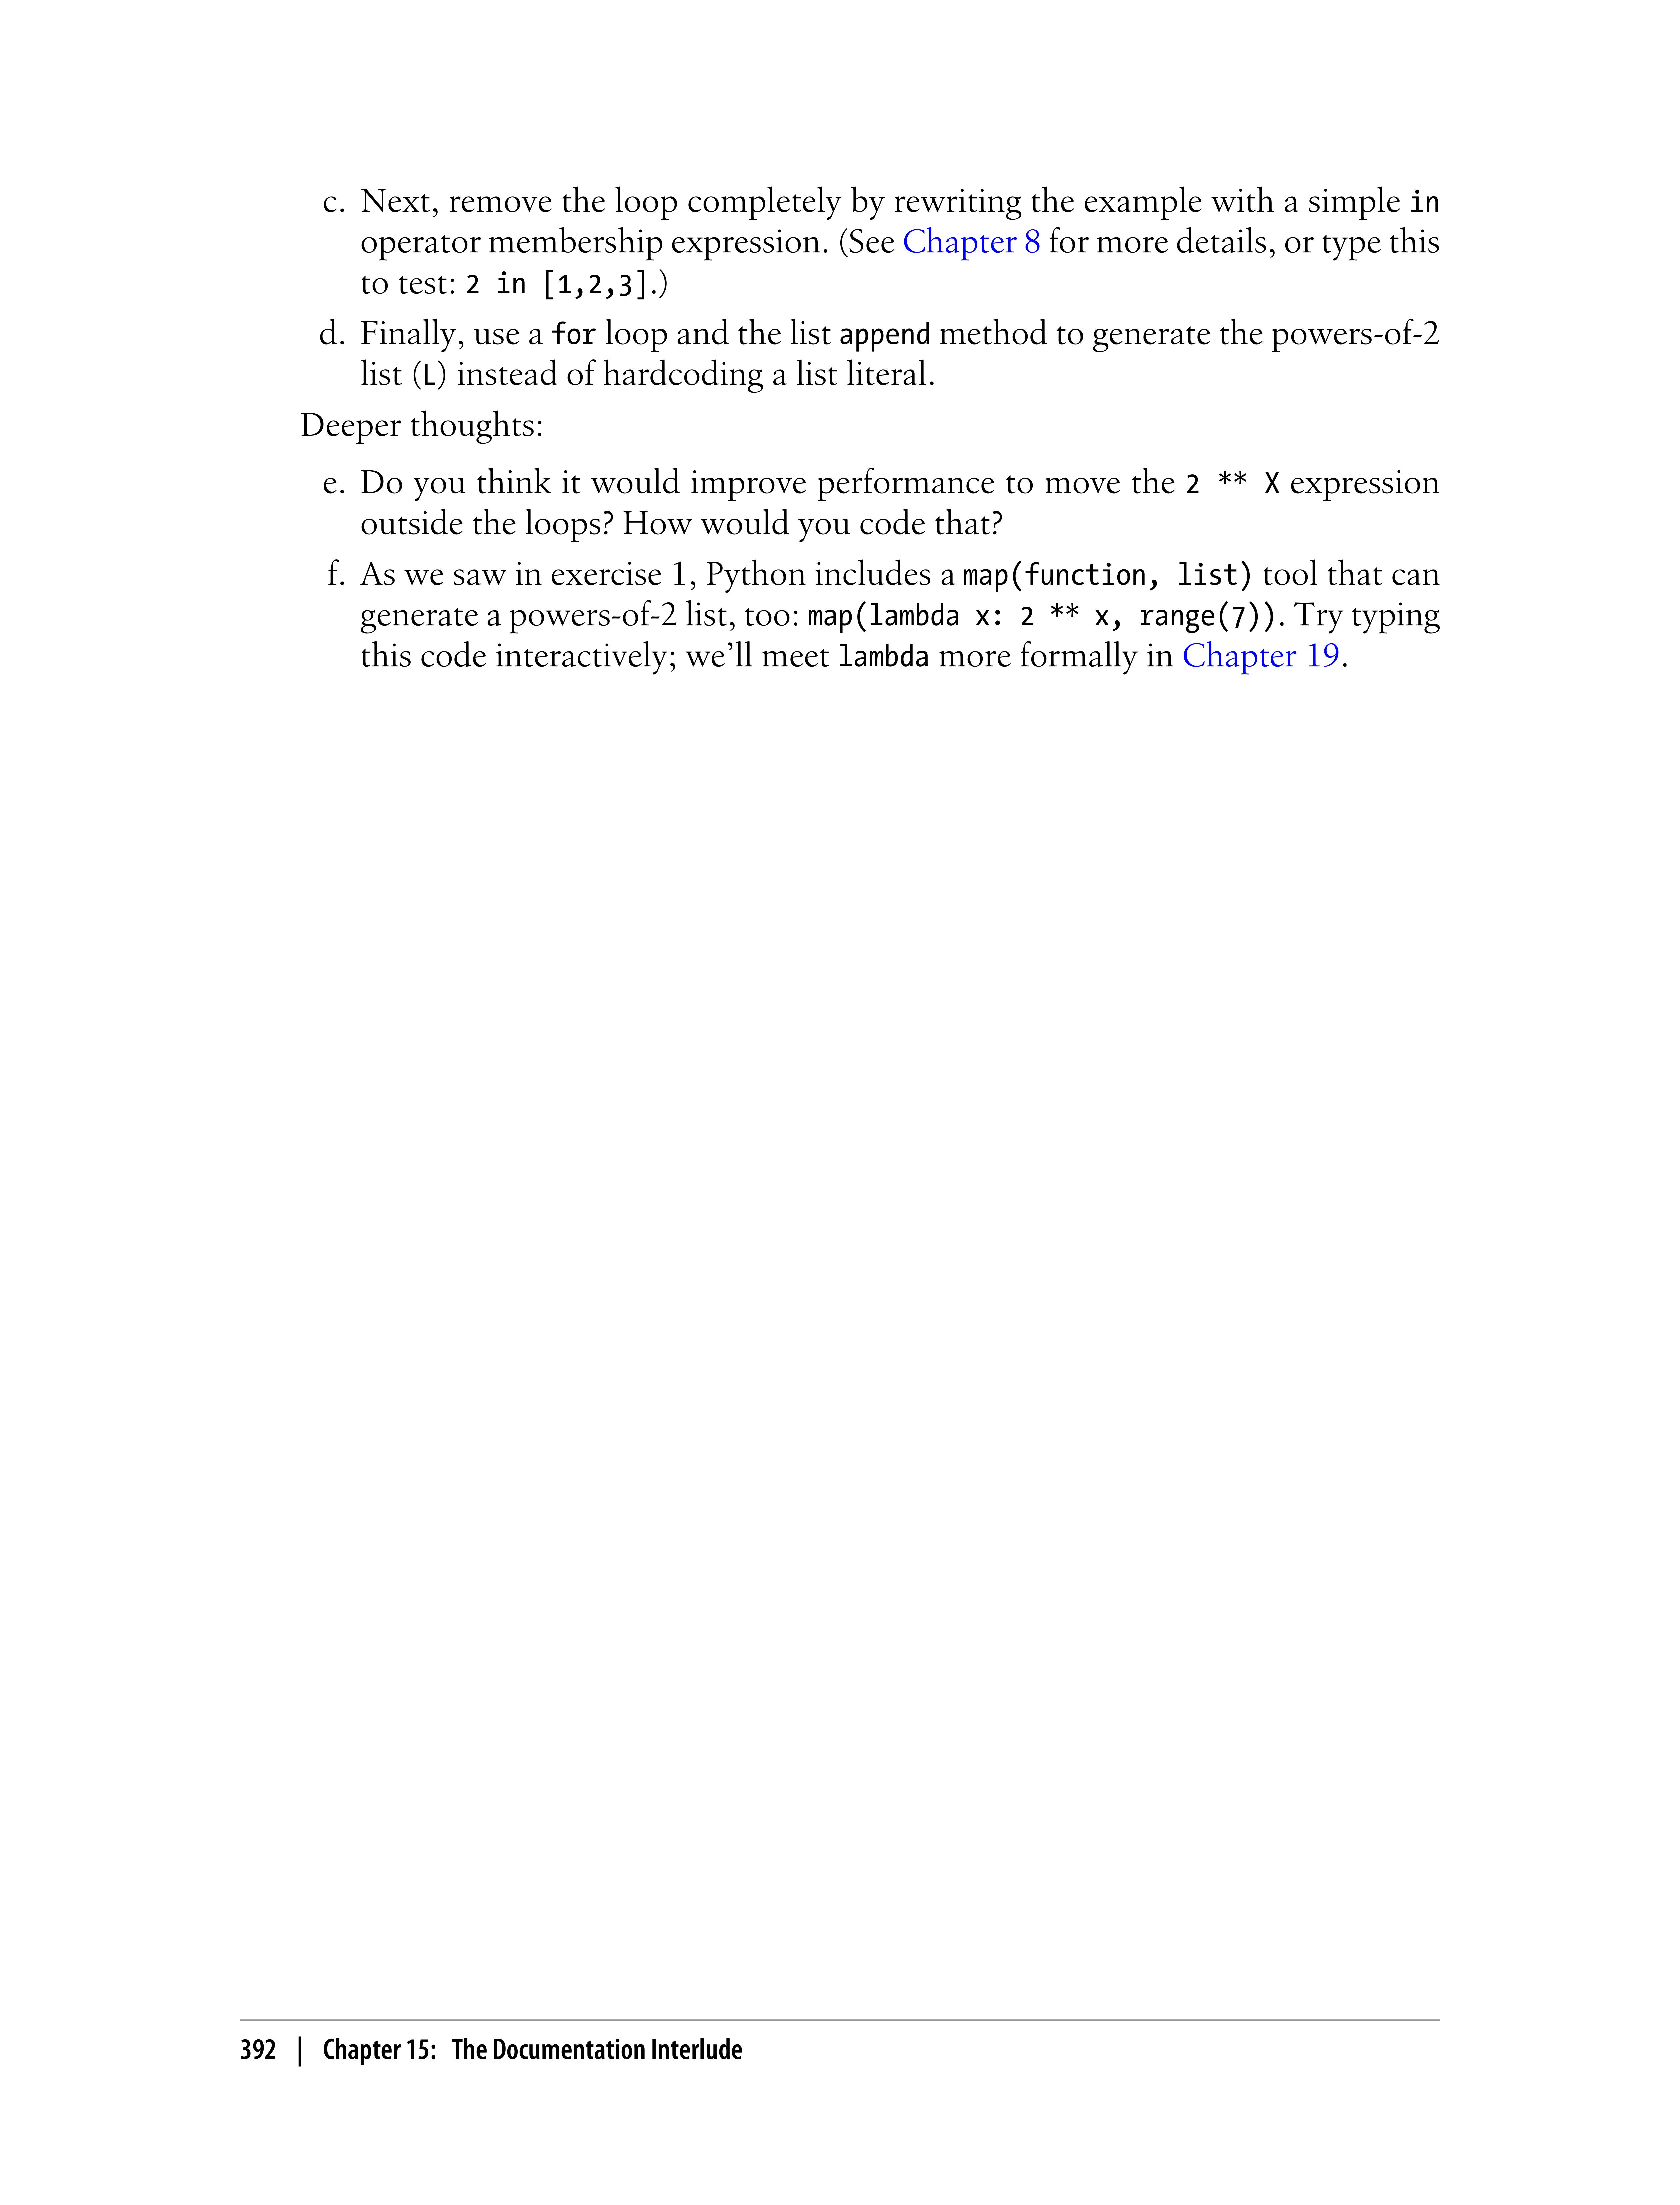 c. Next, remove the loop completely by rewriting the example with a simple in
operator membership expression. (See Chapter 8 for more details, or type this
to test: 2 in [1,2,3].)
d. Finally, use a for loop and the list append method to generate the powers-of-2
list (L) instead of hardcoding a list literal.
Deeper thoughts:
e. Do you think it would improve performance to move the 2 ** X expression
outside the loops? How would you code that?
f. As we saw in exercise 1, Python includes a map(function, list) tool that can
generate a powers-of-2 list, too: map(lambda x: 2 ** x, range(7)). Try typing
this code interactively; we’ll meet lambda more formally in Chapter 19.
392 | Chapter 15: The Documentation Interlude